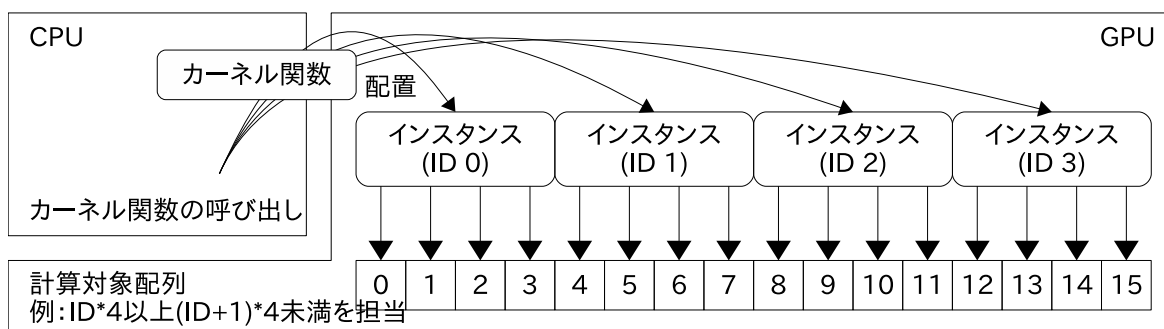 CPU
GPU
カーネル関数
配置
インスタンス
(ID 0)
インスタンス
(ID 1)
インスタンス
(ID 2)
インスタンス
(ID 3)
カーネル関数の呼び出し
計算対象配列
例:ID*4以上(ID+1)*4未満を担当
0 1 2 3 4 5 6 7 8 9 10 11 12 13 14 15